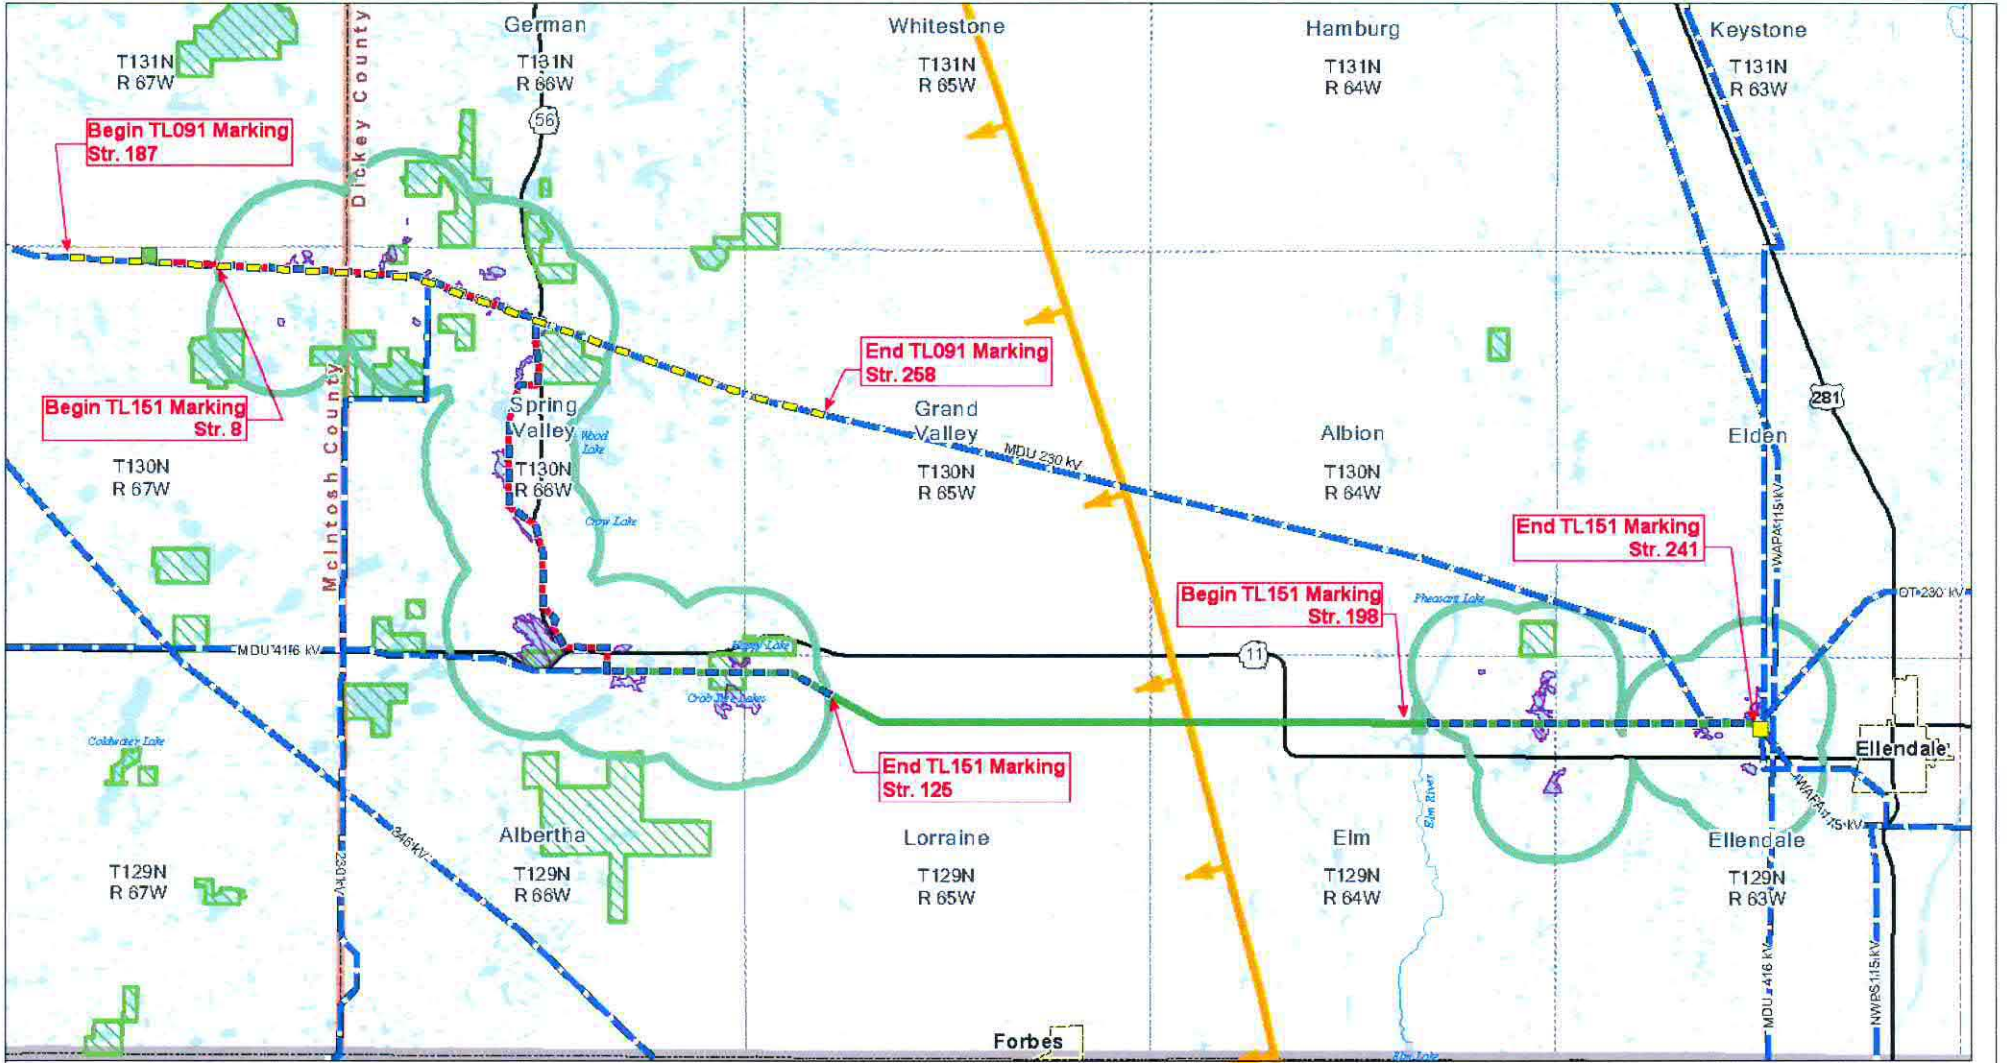 German
Whitestone
Hamburg
Keystone
T131N
R 67W
T131N
R 66W
T131N
R 65W
T131N
R 64W
T131N
R 63W
Dickey County
56
Begin TL091 Marking
Str. 187
End TL091 Marking
Str. 258
Begin TL151 Marking
Str. 8
McIntosh County
Spring
Valley
Wood
Lake
Grand
Valley
MDU 230 kV
Albion
Elden
281
T130N
R 67W
T130N
R 66W
Crow Lake
T130N
R 65W
T130N
R 64W
WAPA 115 kV
End TL151 Marking
Str. 241
Begin TL151 Marking
Str. 198
Pheasant Lake
OT 230 kV
MDU 41.6 kV
11
Coldwater Lake
End TL151 Marking
Str. 125
Ellendale
WAPA 115 kV
Elm River
345 kV
230 kV
Albertha
Lorraine
Elm
Ellendale
T129N
R 67W
T129N
R 66W
T129N
R 65W
T129N
R 64W
T129N
R 63W
MDU 41.6 kV
NWPS 115 kV
Forbes
Elm Lake